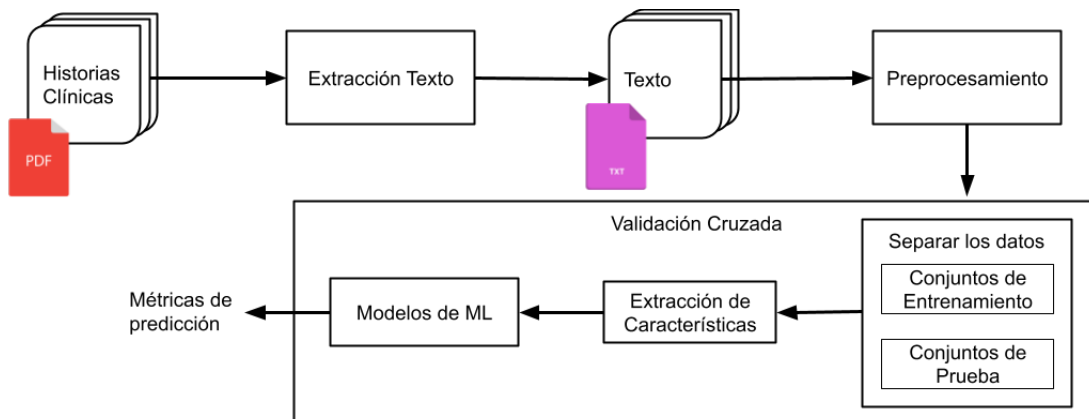 Historias
Clínicas
PDF
Extracción Texto
Texto
TXT
Preprocesamiento
Validación Cruzada
Separar los datos
Conjuntos de
Entrenamiento
Conjuntos de
Prueba
Extracción de
Características
Modelos de ML
Métricas de
predicción